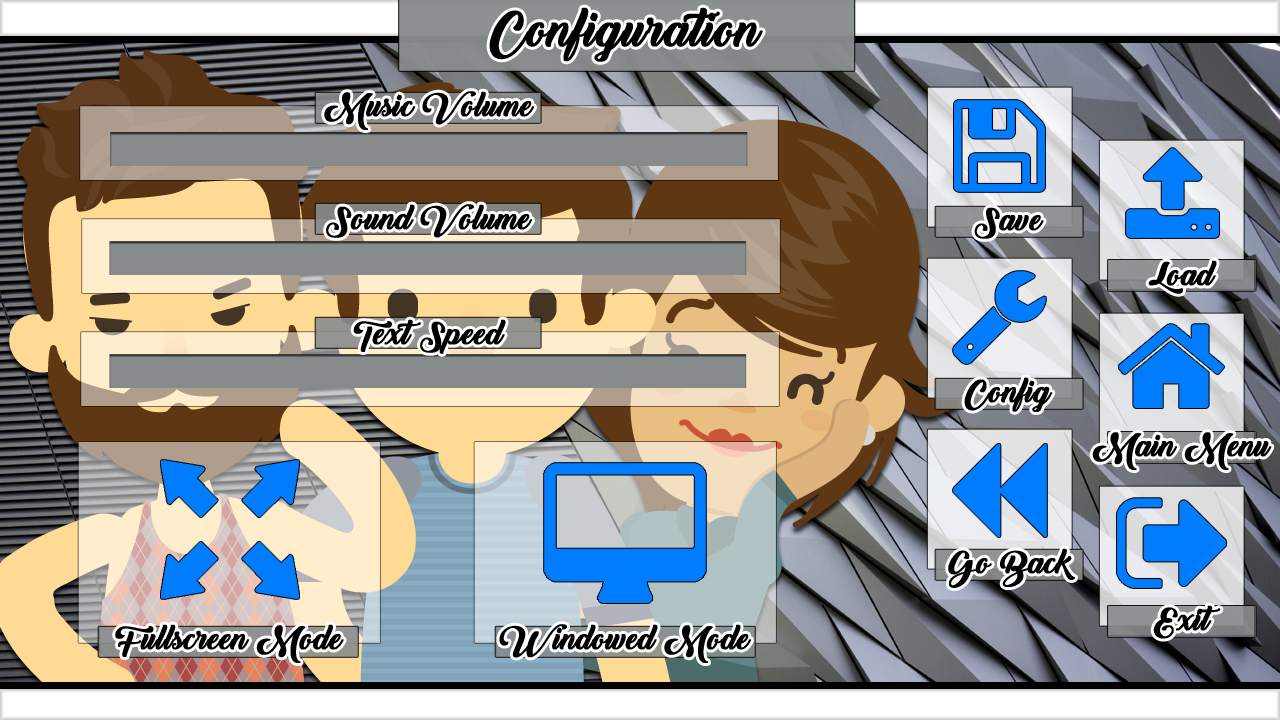 Configuration
Music Volume
Sound Volume
Text Speed
Fullscreen Mode
Windowed Mode
Save
Load
Config
Main Menu
Go Back
Exit